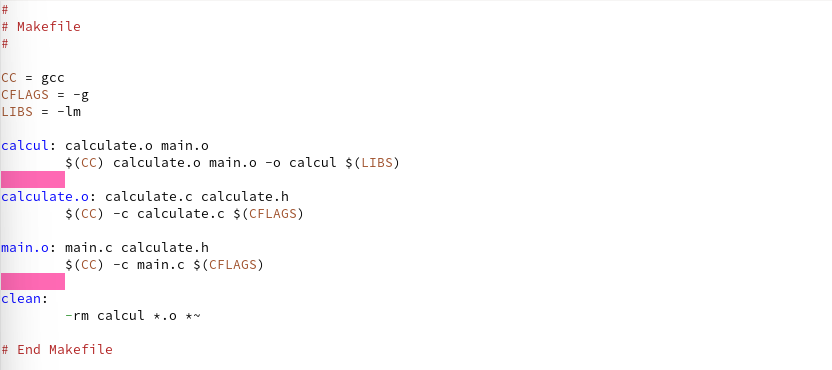 #
# Makefile
#
CC = gcc
CFLAGS = -g
LIBS = -lm
calcul: calculate.o main.o
$(CC) calculate.o main.o -o calcul $(LIBS)
calculate.o: calculate.c calculate.h
$(CC) -c calculate.c $(CFLAGS)
main.o: main.c calculate.h
$(CC) -c main.c $(CFLAGS)
clean:
-rm calcul *.o *~
# End Makefile